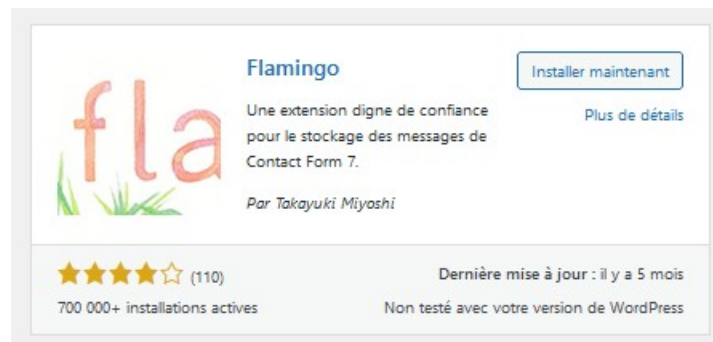 fla
Flamingo
Installer maintenant
Une extension digne de confiance
pour le stockage des messages de
Contact Form 7.
Plus de détails
Par Takayuki Miyoshi
(110)
Dernière mise à jour : il y a 5 mois
700 000+ installations actives
Non testé avec votre version de WordPress